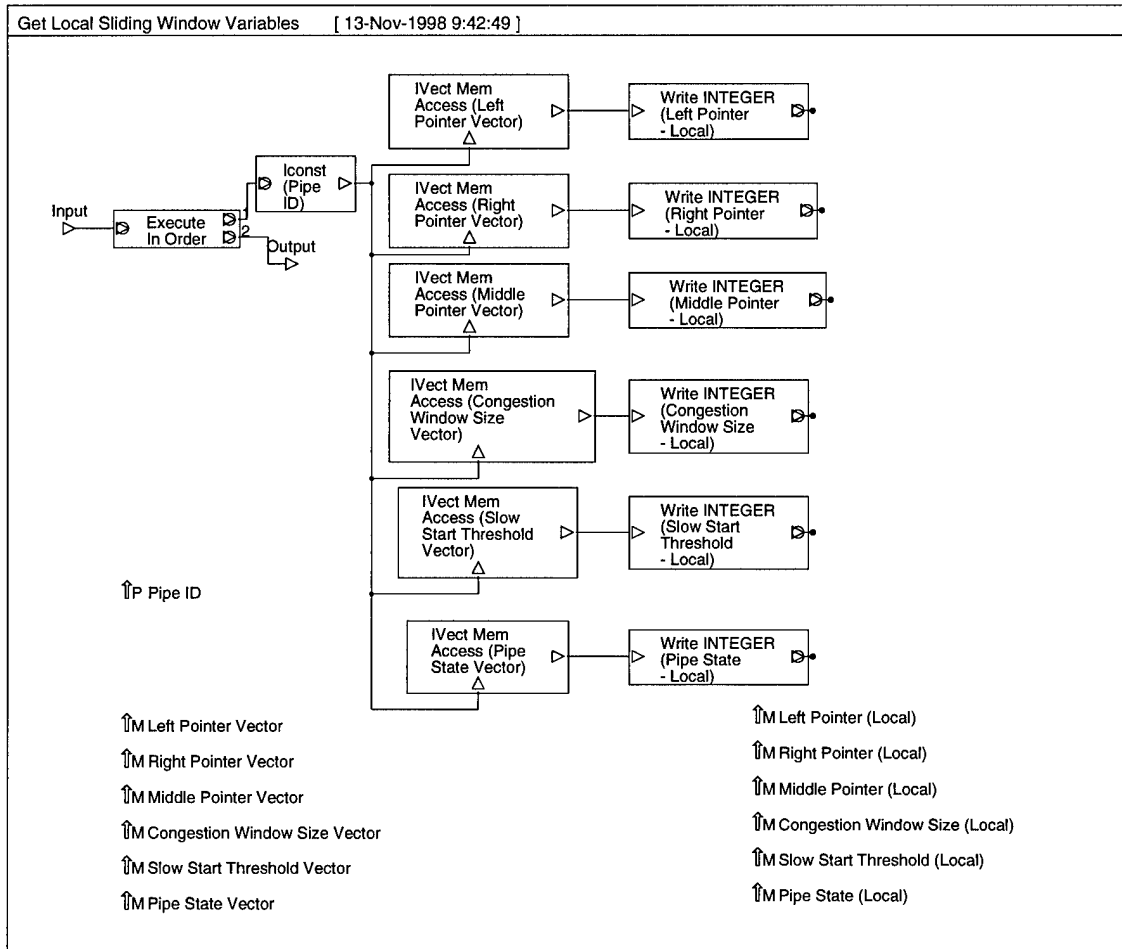 Get Local Sliding Window Variables [ 13-Nov-1998 9:42:49 ]
IVect Mem
Access (Left
Pointer Vector)
Write INTEGER
(Left Pointer
- Local)
Iconst
(Pipe
ID)
IVect Mem
Access (Right
Pointer Vector)
Write INTEGER
(Right Pointer
- Local)
Input
Execute
In Order
1
2
Output
IVect Mem
Access (Middle
Pointer Vector)
Write INTEGER
(Middle Pointer
- Local)
IVect Mem
Access (Congestion
Window Size
Vector)
Write INTEGER
(Congestion
Window Size
- Local)
IVect Mem
Access (Slow
Start Threshold
Vector)
Write INTEGER
(Slow Start
Threshold
- Local)
⇑P Pipe ID
IVect Mem
Access (Pipe
State Vector)
Write INTEGER
(Pipe State
- Local)
⇑M Left Pointer Vector
⇑M Right Pointer Vector
⇑M Middle Pointer Vector
⇑M Congestion Window Size Vector
⇑M Slow Start Threshold Vector
⇑M Pipe State Vector
⇑M Left Pointer (Local)
⇑M Right Pointer (Local)
⇑M Middle Pointer (Local)
⇑M Congestion Window Size (Local)
⇑M Slow Start Threshold (Local)
⇑M Pipe State (Local)